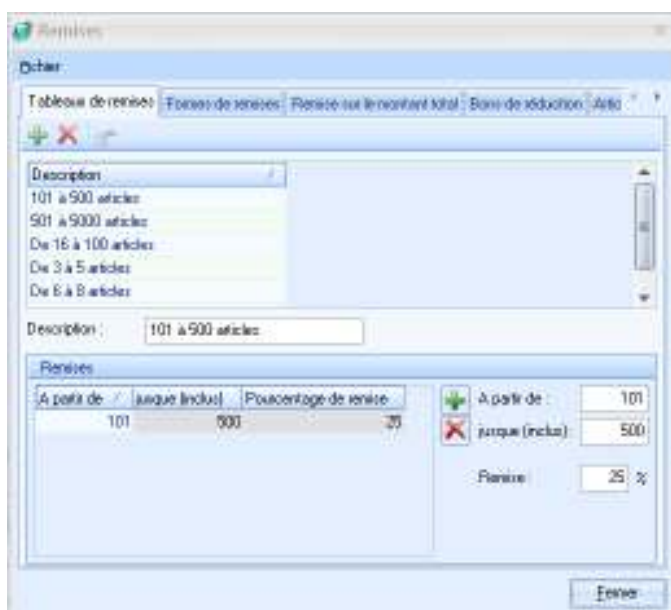 Remises
Fichier
Tableaux de remises Formes de remises Remise sur le montant total Bons de réduction Artic
Description
101 à 500 articles
501 à 5000 articles
De 16 à 100 articles
De 3 à 5 articles
De 6 à 8 articles
Description : 101 à 500 articles
Remises
A partir de jusque (inclus) Pourcentage de remise
101 500 25
A partir de : 101
jusque (inclus) 500
Remise 25 %
Fermer